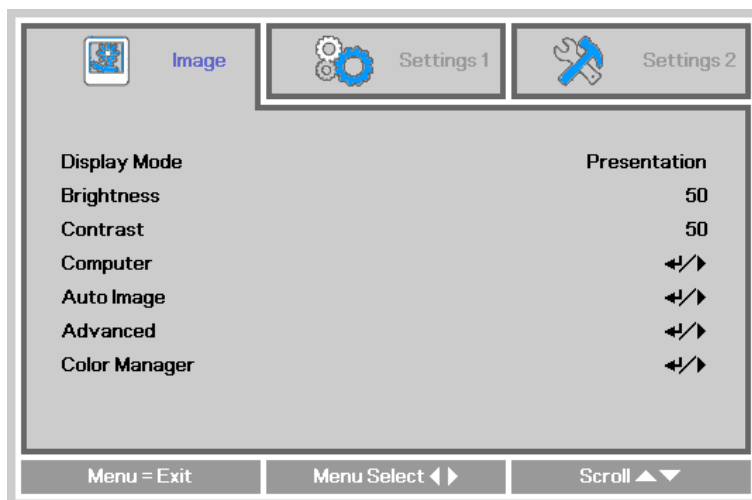 Image
Settings 1
Settings 2
Display Mode Presentation
Brightness 50
Contrast 50
Computer ↵/▶
Auto Image ↵/▶
Advanced ↵/▶
Color Manager ↵/▶
Menu = Exit
Menu Select ◀▶
Scroll ▲▼